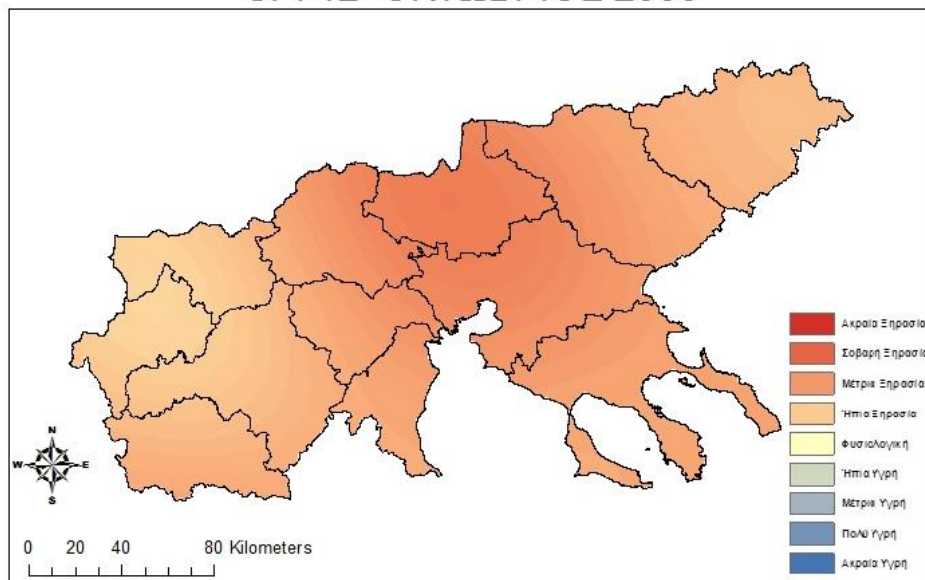 Ακραία Ξηρασία
Σοβαρή Ξηρασία
Μέτρια Ξηρασία
Ήπια Ξηρασία
Φυσιολογική
Ήπια Υγρή
Μέτρια Υγρή
Πολύ Υγρή
Ακραία Υγρή
N
W E
S
0 20 40 80 Kilometers